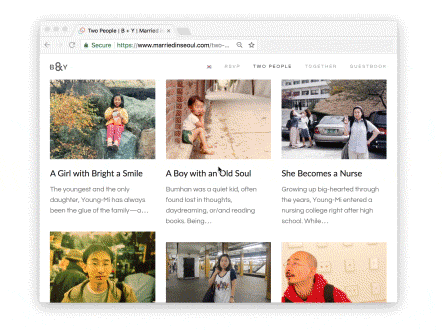 Two People | B + Y | Married in
Secure https://www.marriedinseoul.com/two-...
B&Y RSVP TWO PEOPLE TOGETHER GUESTBOOK
A Girl with Bright a Smile
The youngest and the only
daughter, Young-Mi has always
been the glue of the family—a...
A Boy with an Old Soul
Bumhan was a quiet kid, often
found lost in thoughts,
daydreaming, or/and reading
books. Being...
She Becomes a Nurse
Growing up big-hearted through
the years, Young-Mi entered a
nursing college right after high
school. While...